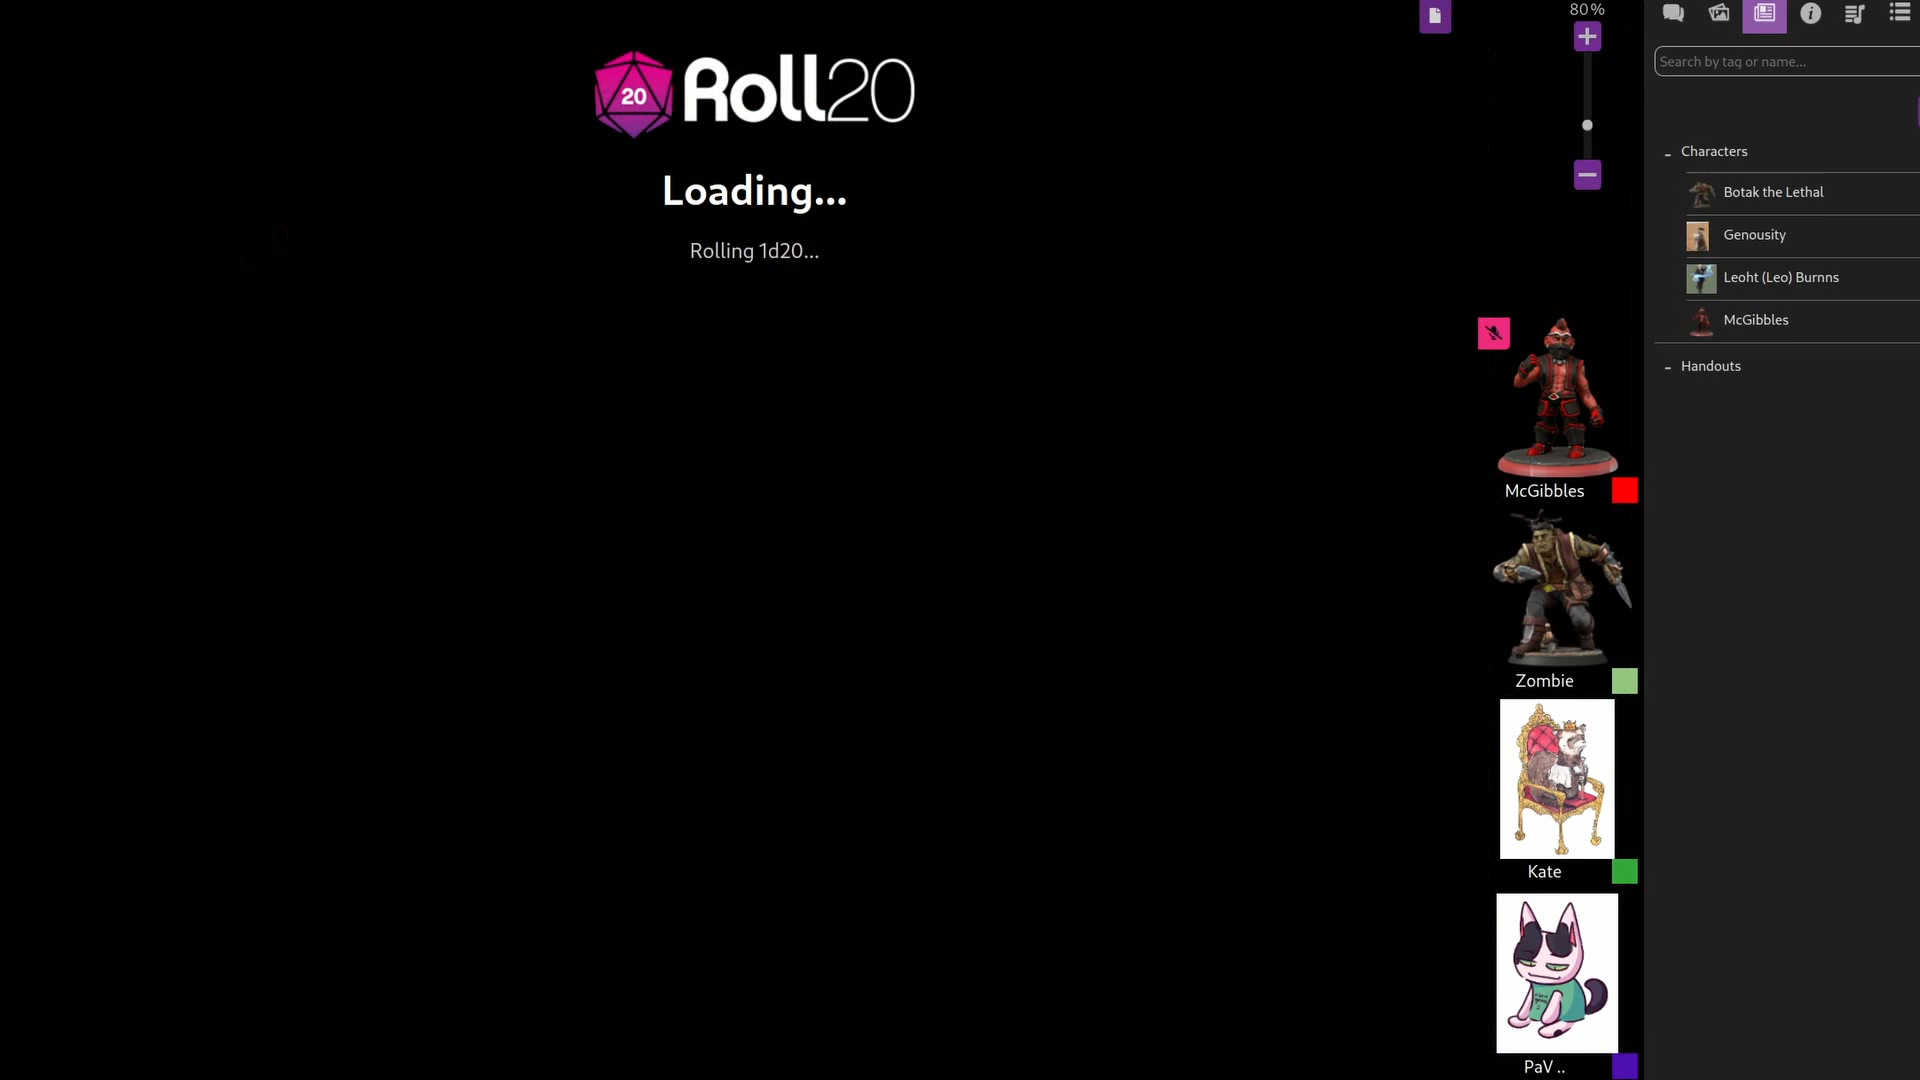 80%
20 Roll20
Loading...
Rolling 1d20...
Search by tag or name...
Characters
Botak the Lethal
Genousity
Leoht (Leo) Burnns
McGibbles
Handouts
McGibbles
Zombie
Kate
PaV ..